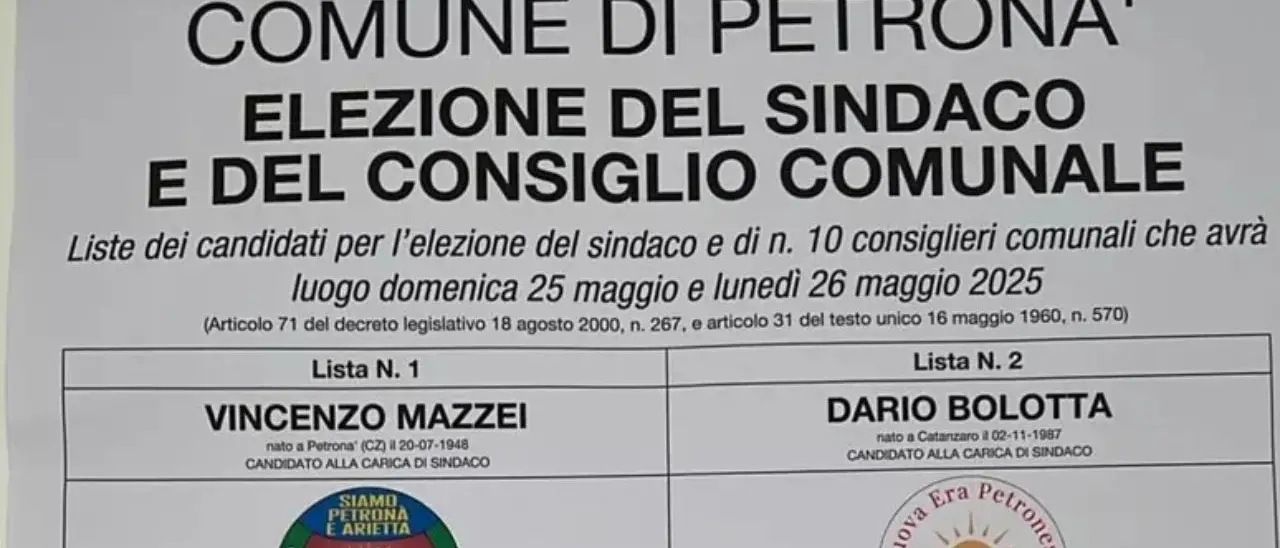 COMUNE DI PETRONA'
ELEZIONE DEL SINDACO
E DEL CONSIGLIO COMUNALE
Liste dei candidati per l'elezione del sindaco e di n. 10 consiglieri comunali che avrà
luogo domenica 25 maggio e lunedì 26 maggio 2025
(Articolo 71 del decreto legislativo 18 agosto 2000, n. 267, e articolo 31 del testo unico 16 maggio 1960, n. 570)
Lista N. 1
VINCENZO MAZZEI
nato a Petrona' (CZ) il 20-07-1948
CANDIDATO ALLA CARICA DI SINDACO
SIAMO
PETRONÀ
E ARIETTA
Lista N. 2
DARIO BOLOTTA
nato a Catanzaro il 02-11-1987
CANDIDATO ALLA CARICA DI SINDACO
Era